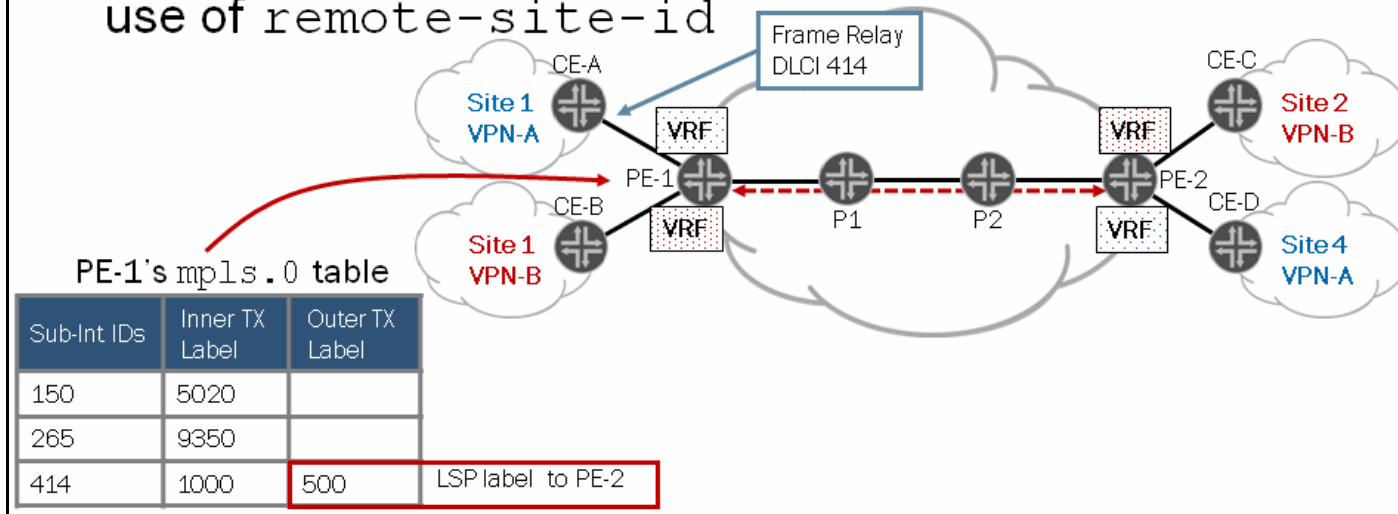 use of remote-site-id
Frame Relay
DLCI 414
CE-A
Site 1
VPN-A
VRF
PE-1
CE-B
Site 1
VPN-B
VRF
P1
P2
CE-C
Site 2
VPN-B
VRF
PE-2
CE-D
Site 4
VPN-A
VRF
PE-1's mpls.0 table
Sub-Int IDs
Inner TX
Label
Outer TX
Label
150 5020
265 9350
414 1000 500 LSP label to PE-2